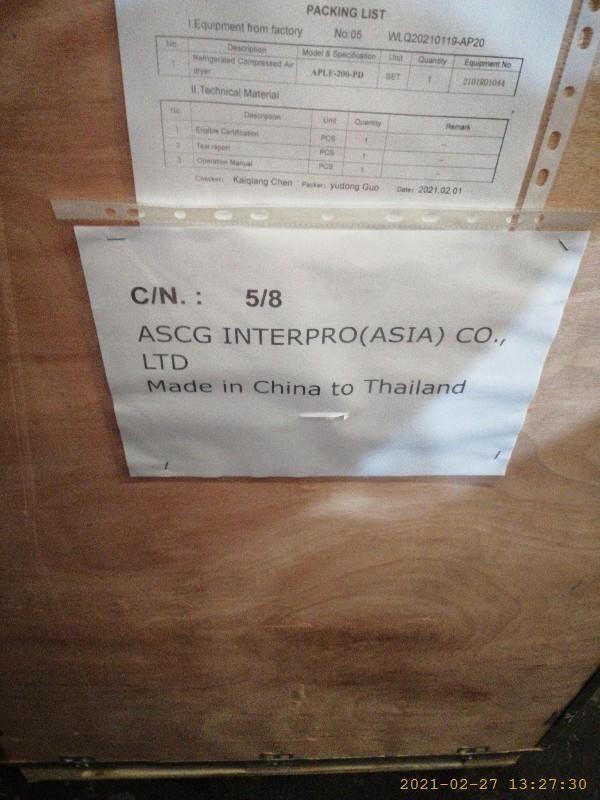 PACKING LIST
I.Equipment from factory No.05 WLQ20210119-AP20
No. Description Model & Specification Unit Quantity Equipment No
1 Refrigerated Compressed Air dryer APLF-200-PD SET 1 2101801044
II.Technical Material
No Description Unit Quantity Remark
1 Eligible Certification PCS 1 –
2 Test report PCS 1 –
3 Operation Manual PCS 1 –
Checker: Kaiqiang Chen Packer: yudong Guo Date: 2021.02.01
C/N. : 5/8
ASCG INTERPRO(ASIA) CO.,
LTD
Made in China to Thailand
2021-02-27 13:27:30